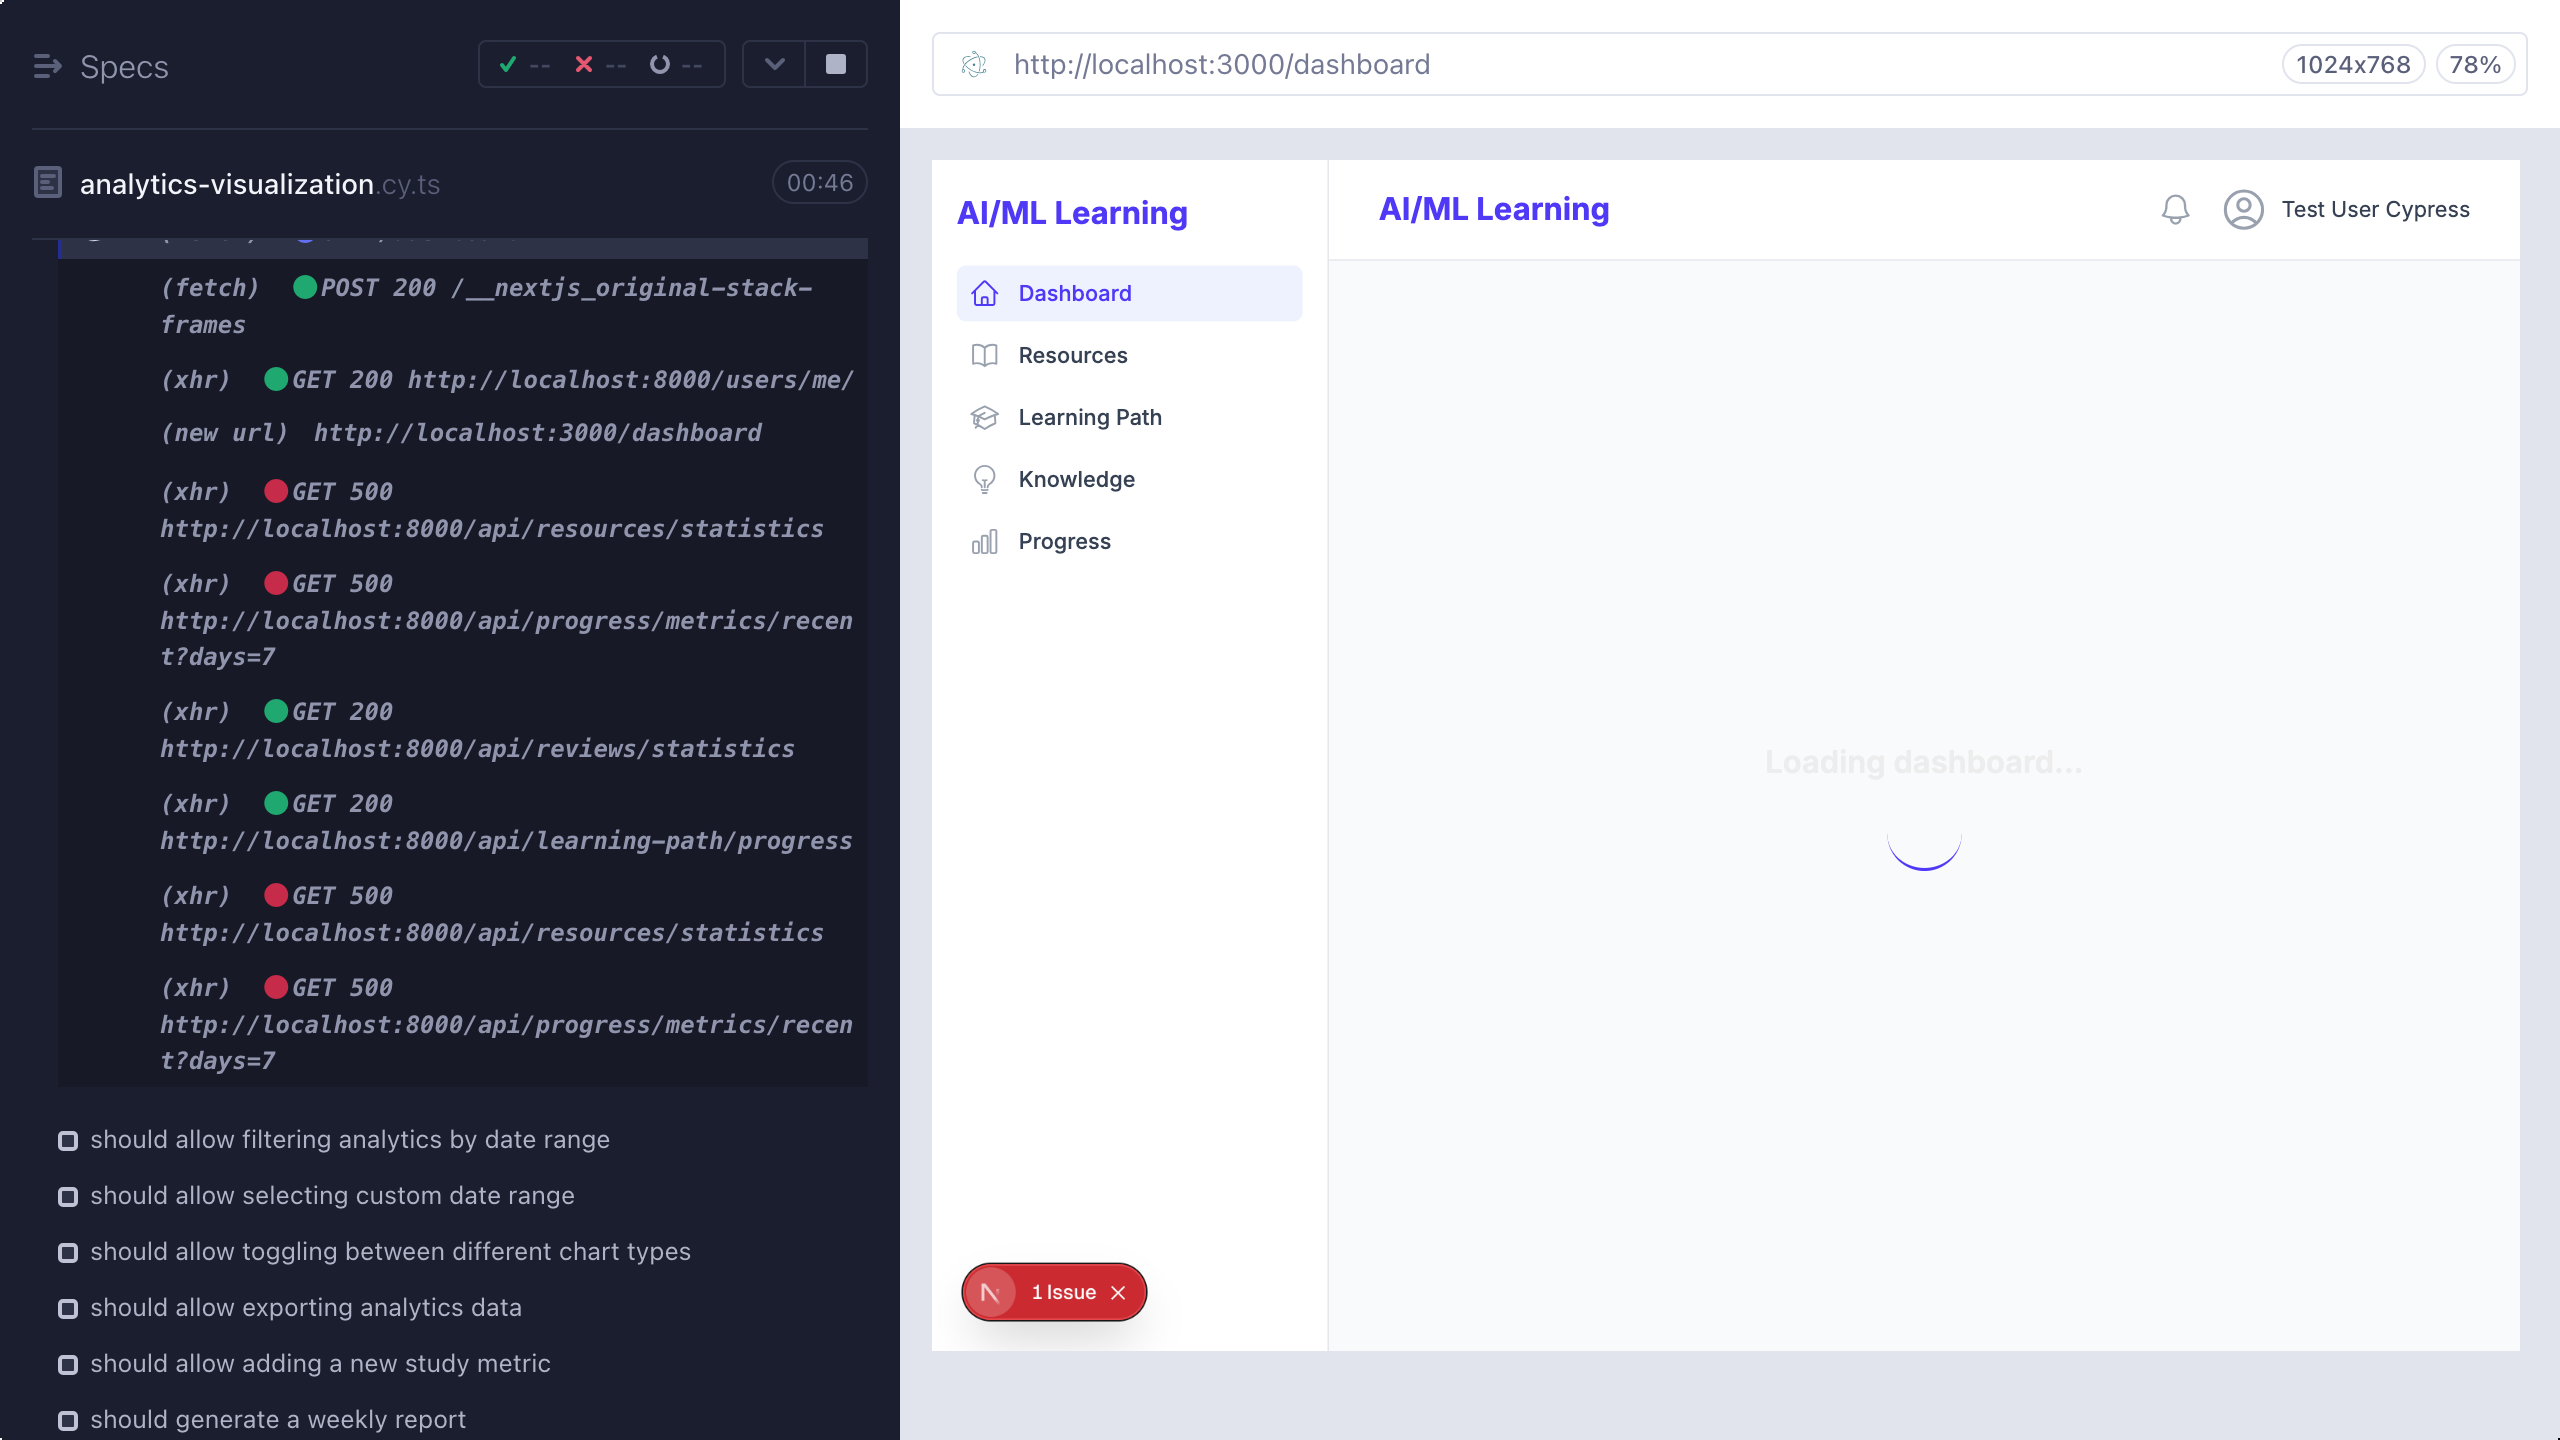 Specs
--
--
--
analytics-visualization.cy.ts
00:46
(fetch) POST 200 /__nextjs_original-stack-
frames
(xhr) GET 200 http://localhost:8000/users/me/
(new url) http://localhost:3000/dashboard
(xhr) GET 500
http://localhost:8000/api/resources/statistics
(xhr) GET 500
http://localhost:8000/api/progress/metrics/recen
t?days=7
(xhr) GET 200
http://localhost:8000/api/reviews/statistics
(xhr) GET 200
http://localhost:8000/api/learning-path/progress
(xhr) GET 500
http://localhost:8000/api/resources/statistics
(xhr) GET 500
http://localhost:8000/api/progress/metrics/recen
t?days=7
should allow filtering analytics by date range
should allow selecting custom date range
should allow toggling between different chart types
should allow exporting analytics data
should allow adding a new study metric
should generate a weekly report
http://localhost:3000/dashboard
1024x768
78%
AI/ML Learning
Dashboard
Resources
Learning Path
Knowledge
Progress
N
1 Issue
AI/ML Learning
Test User Cypress
Loading dashboard...